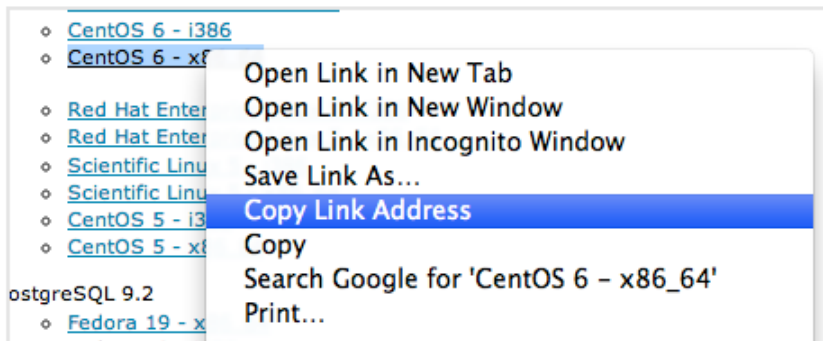 CentOS 6 - i386
CentOS 6 - x8
Open Link in New Tab
Open Link in New Window
Open Link in Incognito Window
Save Link As...
Copy Link Address
Copy
Search Google for 'CentOS 6 – x86_64'
Print...
Red Hat Enter
Red Hat Enter
Scientific Linu
Scientific Linu
CentOS 5 - i3
CentOS 5 - x8
ostgreSQL 9.2
Fedora 19 - x